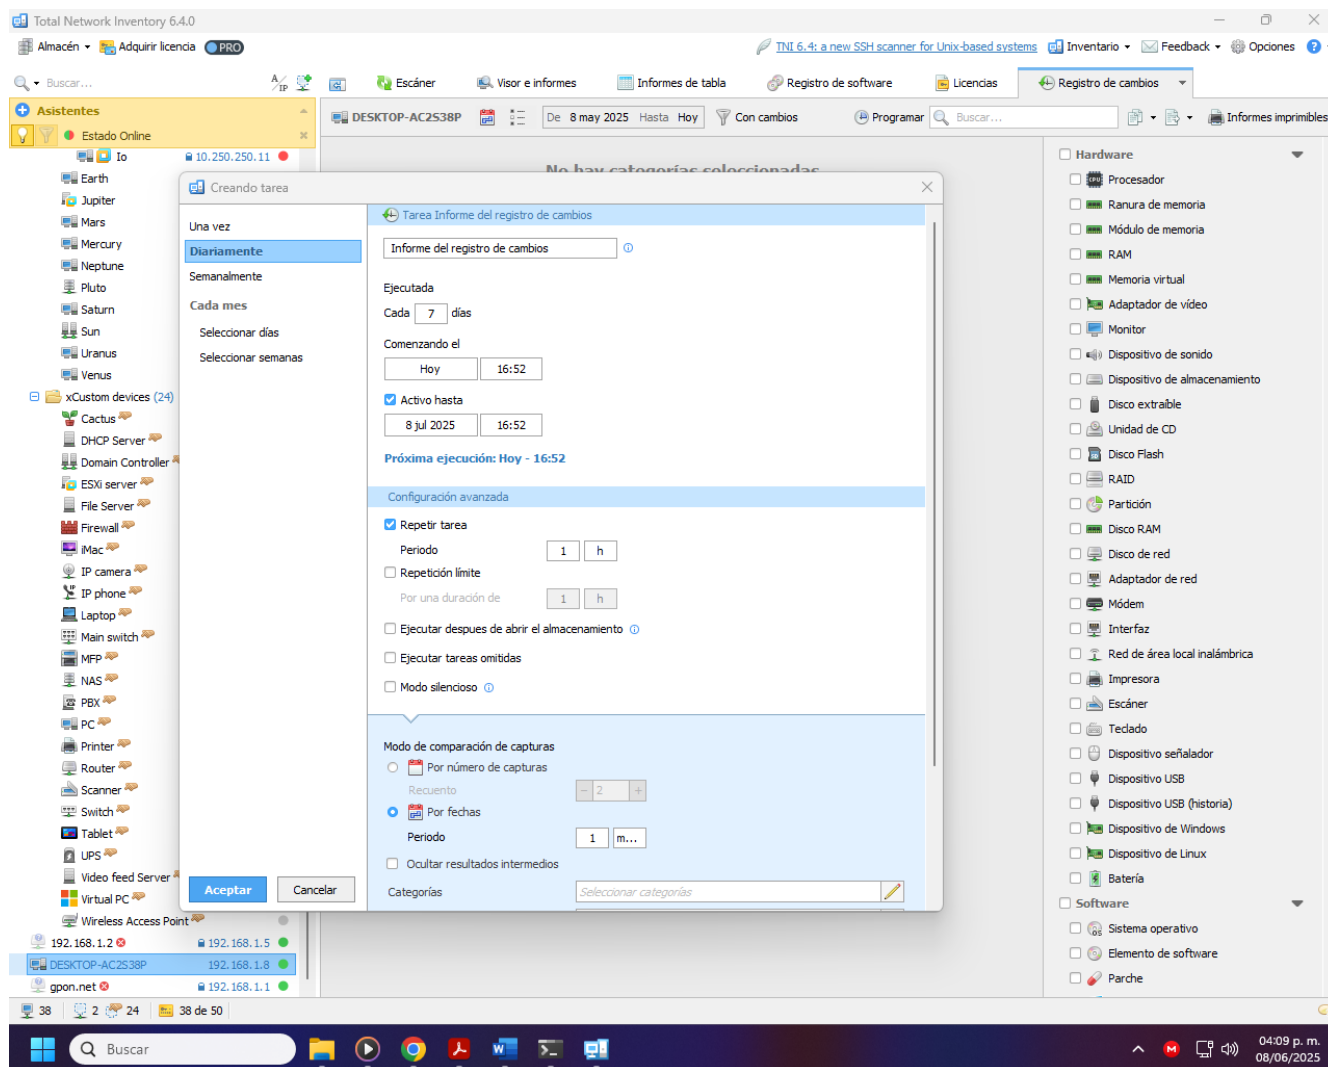 Total Network Inventory 6.4.0
Almacén
Adquirir licencia
PRO
TNI 6.4: a new SSH scanner for Unix-based systems
Inventario
Feedback
Opciones
Buscar...
A/IP
Escáner
Visor e informes
Informes de tabla
Registro de software
Licencias
Registro de cambios
Asistentes
Estado Online
DESKTOP-AC2S38P
De 8 may 2025 Hasta Hoy
Con cambios
Programar
Buscar...
Informes imprimibles
No hay categorías seleccionadas
Io 10.250.250.11
Earth
Jupiter
Mars
Mercury
Neptune
Pluto
Saturn
Sun
Uranus
Venus
xCustom devices (24)
Cactus
DHCP Server
Domain Controller
ESXi server
File Server
Firewall
iMac
IP camera
IP phone
Laptop
Main switch
MFP
NAS
PBX
PC
Printer
Router
Scanner
Switch
Tablet
UPS
Video feed Server
Virtual PC
Wireless Access Point
192.168.1.2 192.168.1.5
DESKTOP-AC2S38P 192.168.1.8
gpon.net 192.168.1.1
38 2 24 38 de 50
Creando tarea
Una vez
Diariamente
Semanalmente
Cada mes
Seleccionar días
Seleccionar semanas
Aceptar
Cancelar
Tarea Informe del registro de cambios
Informe del registro de cambios
Ejecutada
Cada 7 días
Comenzando el
Hoy 16:52
Activo hasta
8 jul 2025 16:52
Próxima ejecución: Hoy - 16:52
Configuración avanzada
Repetir tarea
Periodo 1 h
Repetición límite
Por una duración de 1 h
Ejecutar despues de abrir el almacenamiento
Ejecutar tareas omitidas
Modo silencioso
Modo de comparación de capturas
Por número de capturas
Recuento − 2 +
Por fechas
Periodo 1 m...
Ocultar resultados intermedios
Categorías Seleccionar categorías
Hardware
Procesador
Ranura de memoria
Módulo de memoria
RAM
Memoria virtual
Adaptador de vídeo
Monitor
Dispositivo de sonido
Dispositivo de almacenamiento
Disco extraíble
Unidad de CD
Disco Flash
RAID
Partición
Disco RAM
Disco de red
Adaptador de red
Módem
Interfaz
Red de área local inalámbrica
Impresora
Escáner
Teclado
Dispositivo señalador
Dispositivo USB
Dispositivo USB (historia)
Dispositivo de Windows
Dispositivo de Linux
Batería
Software
Sistema operativo
Elemento de software
Parche
Buscar
04:09 p. m.
08/06/2025